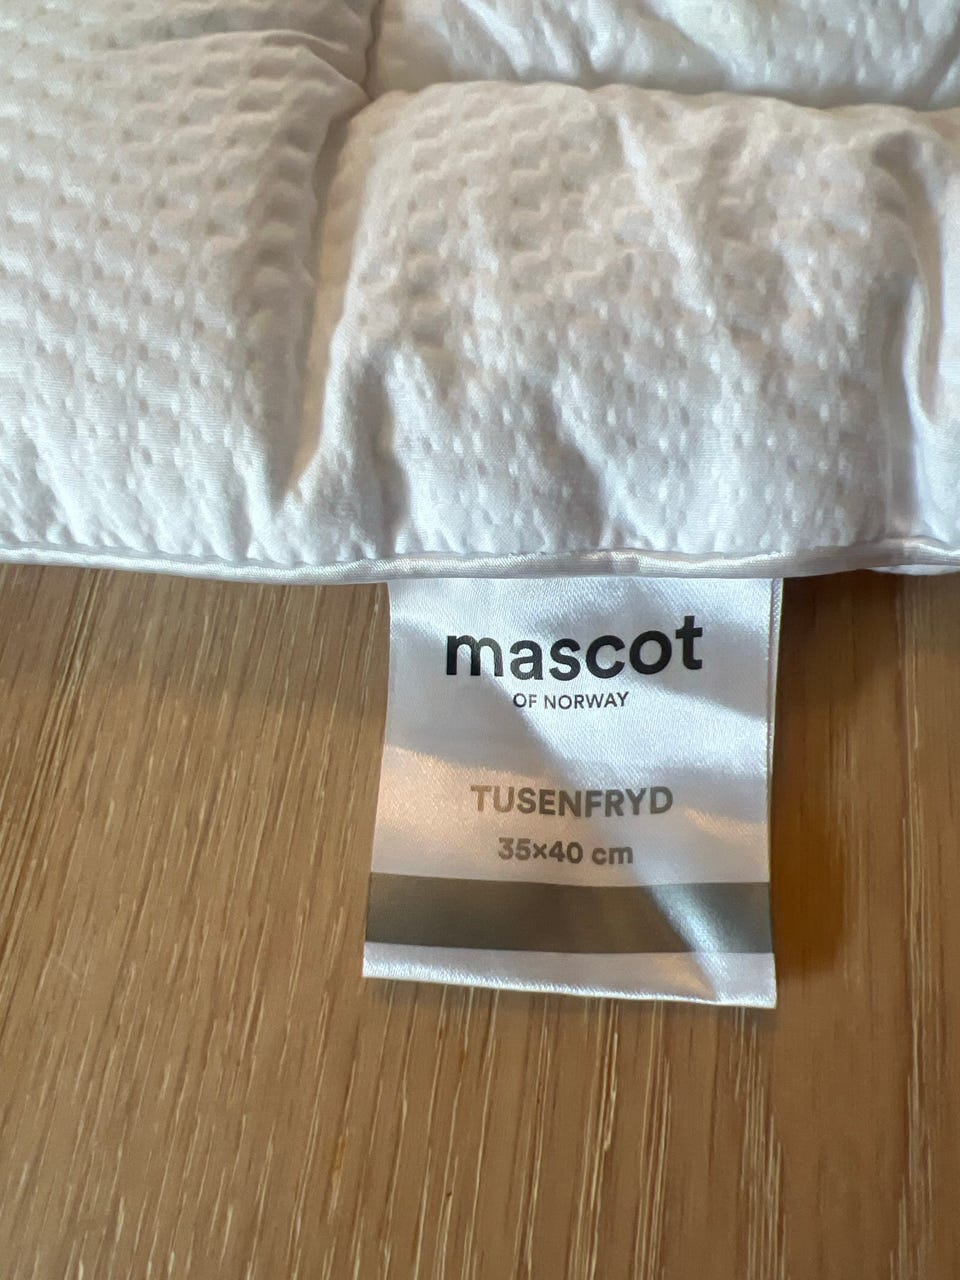 mascot
OF NORWAY
TUSENFRYD
35×40 cm